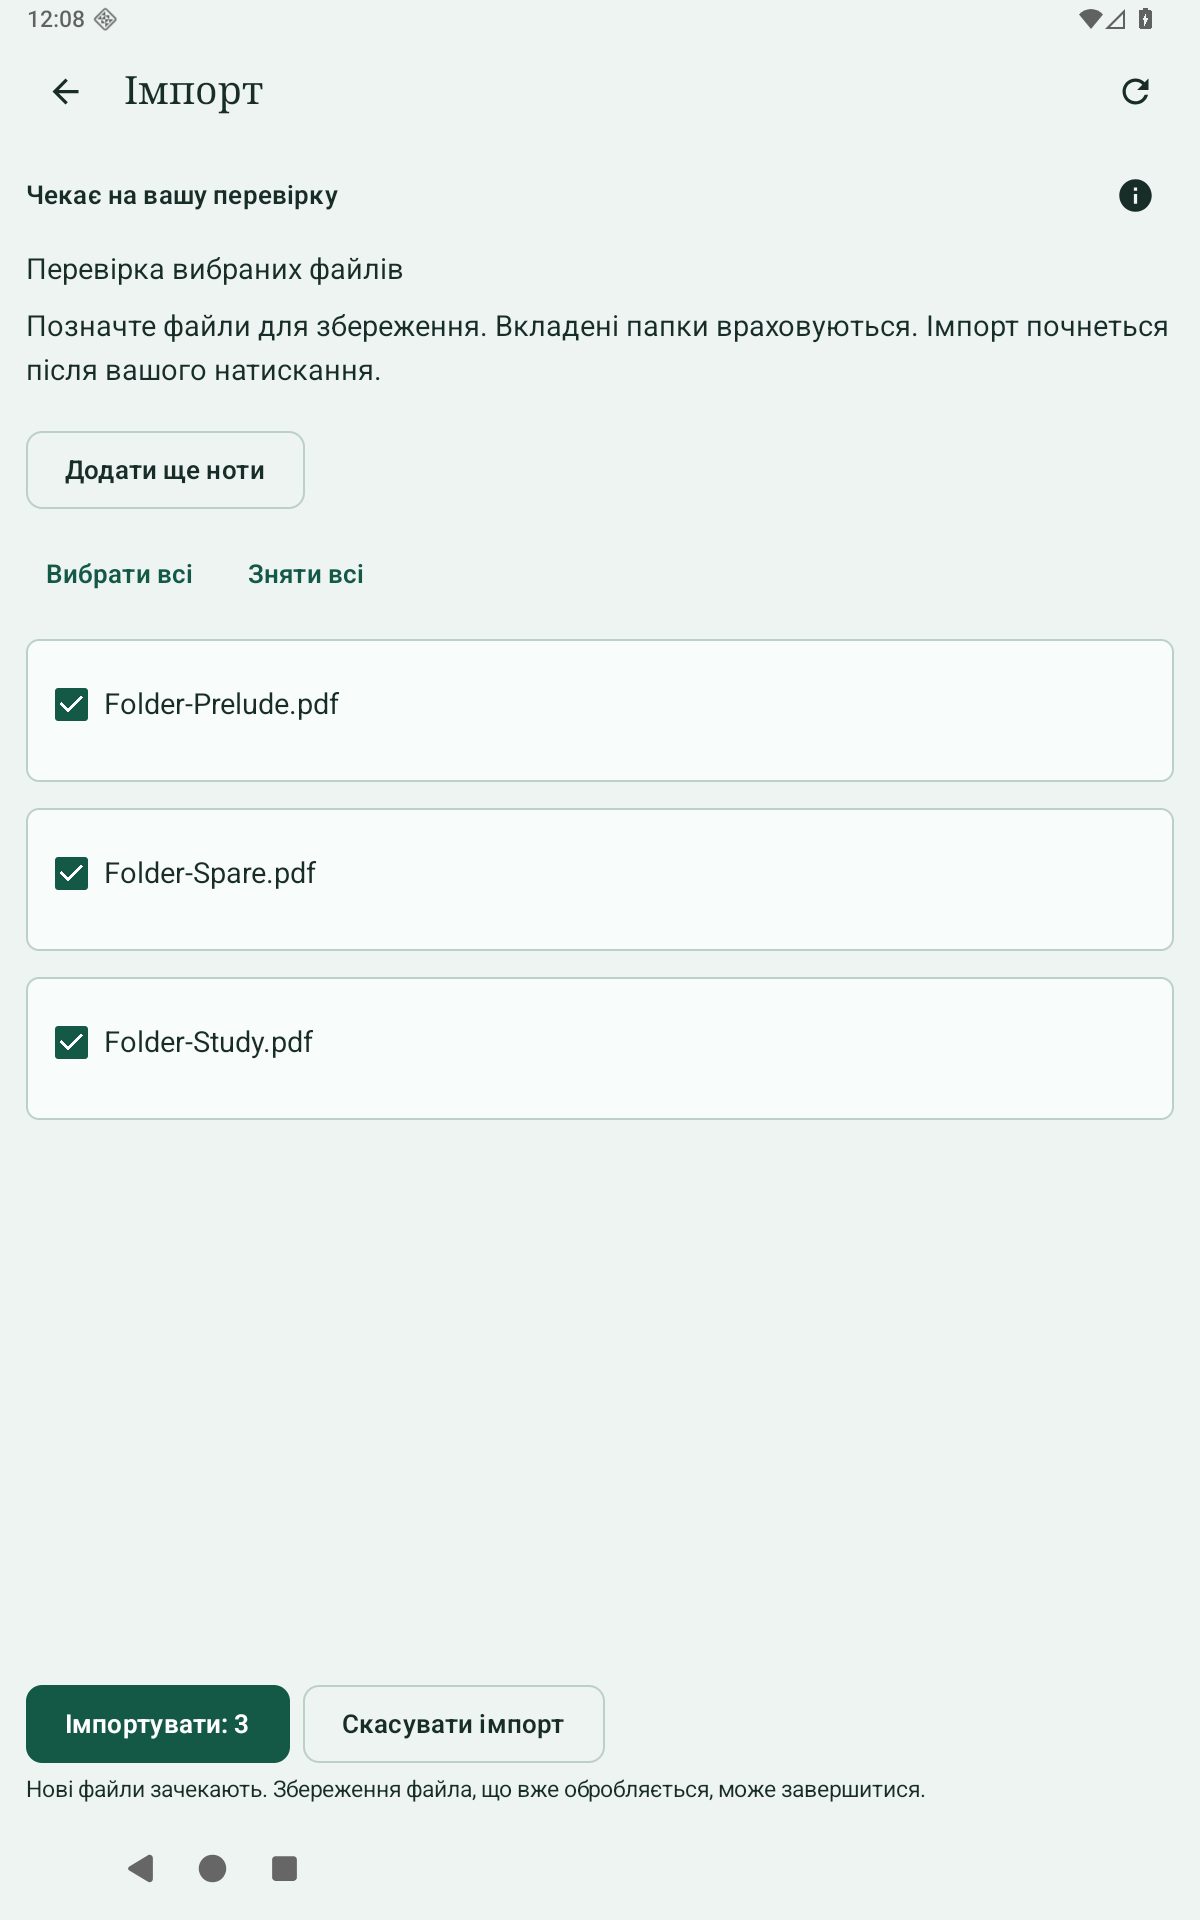 12:08
Імпорт
Чекає на вашу перевірку
Перевірка вибраних файлів
Позначте файли для збереження. Вкладені папки враховуються. Імпорт почнеться
після вашого натискання.
Додати ще ноти
Вибрати всі Зняти всі
Folder-Prelude.pdf
Folder-Spare.pdf
Folder-Study.pdf
Імпортувати: 3 Скасувати імпорт
Нові файли зачекають. Збереження файла, що вже обробляється, може завершитися.